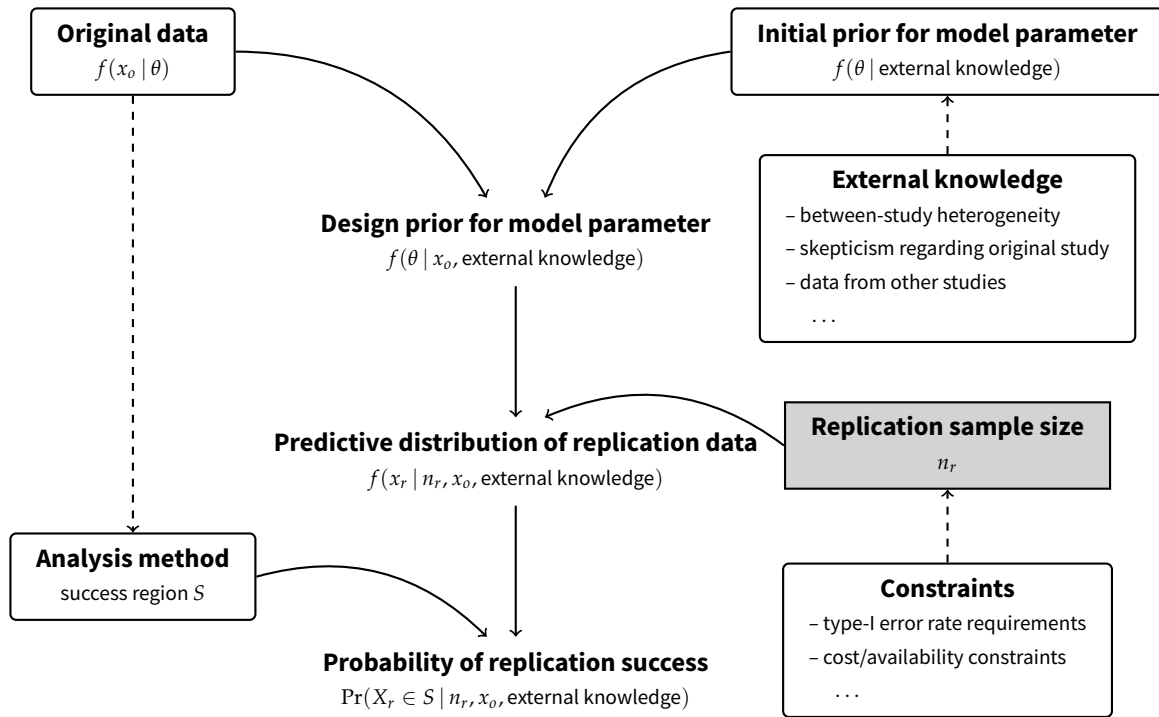 Original data
f(x_o | θ)
Initial prior for model parameter
f(θ | external knowledge)
External knowledge
– between-study heterogeneity
– skepticism regarding original study
– data from other studies
...
Design prior for model parameter
f(θ | x_o, external knowledge)
Replication sample size
n_r
Predictive distribution of replication data
f(x_r | n_r, x_o, external knowledge)
Analysis method
success region S
Constraints
– type-I error rate requirements
– cost/availability constraints
...
Probability of replication success
Pr(X_r ∈ S | n_r, x_o, external knowledge)